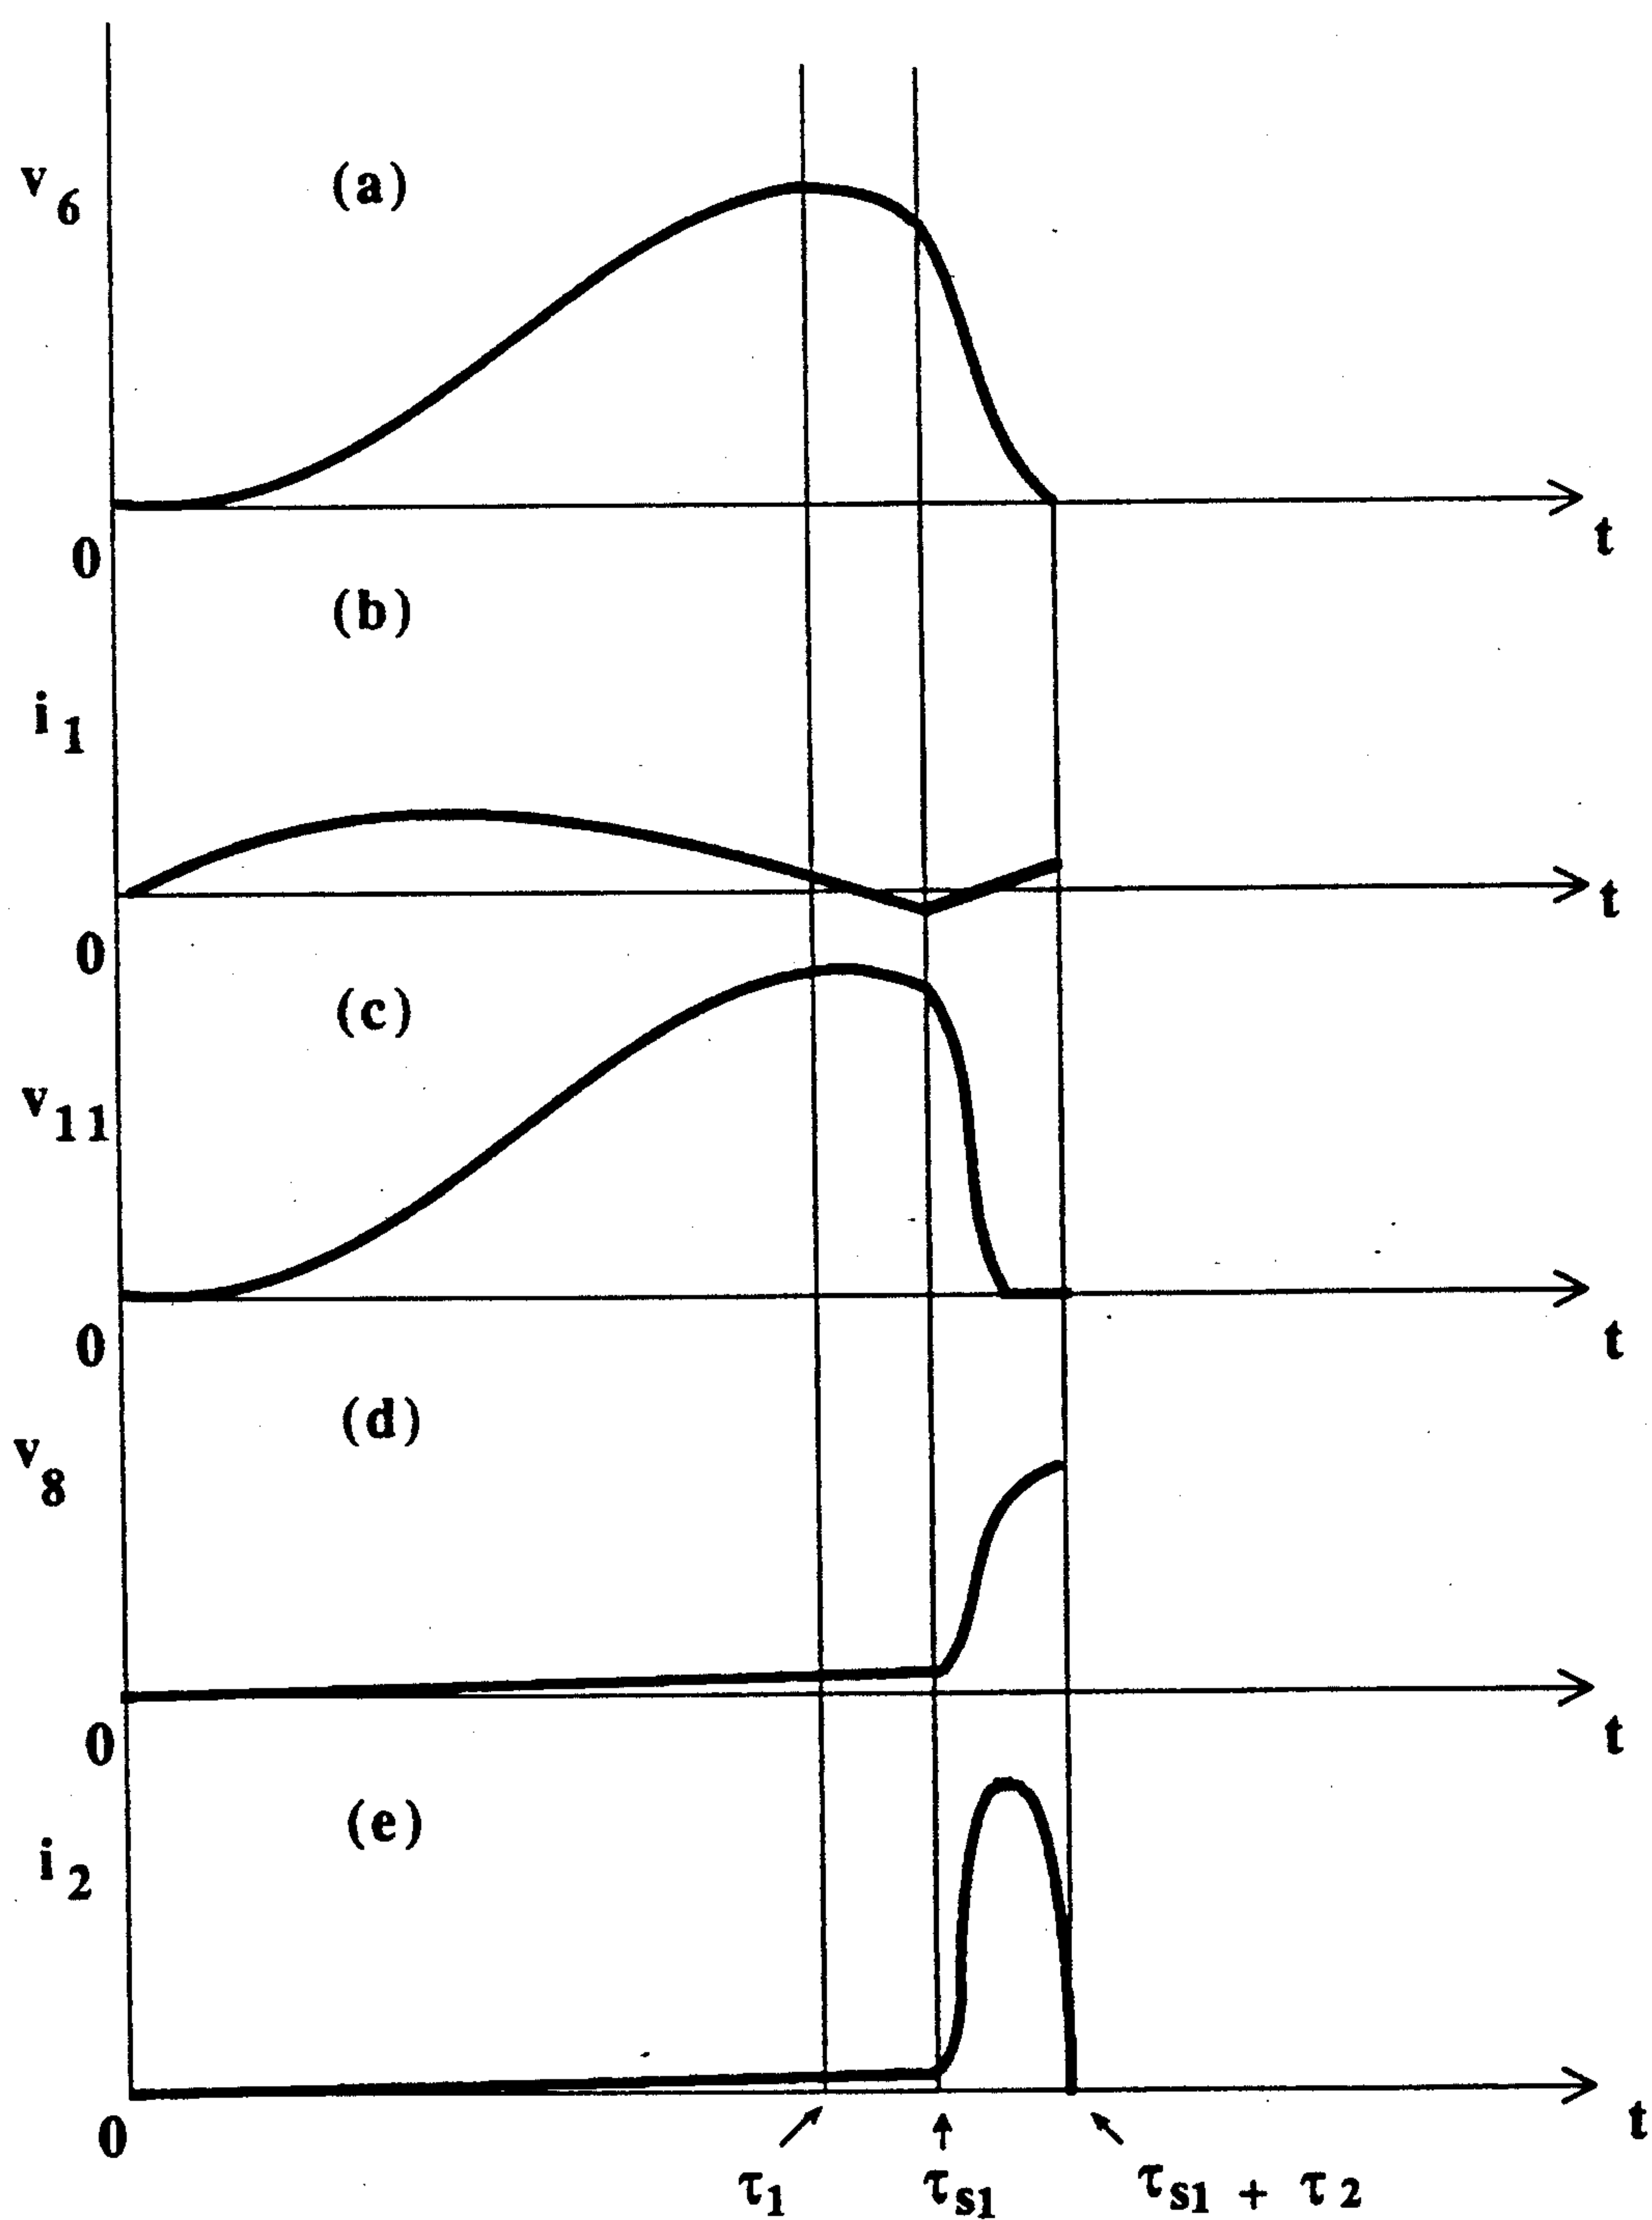 (a)
v6
t
0
(b)
i1
t
0
(c)
v11
t
0
(d)
v8
t
0
(e)
i2
t
0
τ1 τs1 τs1 + τ2